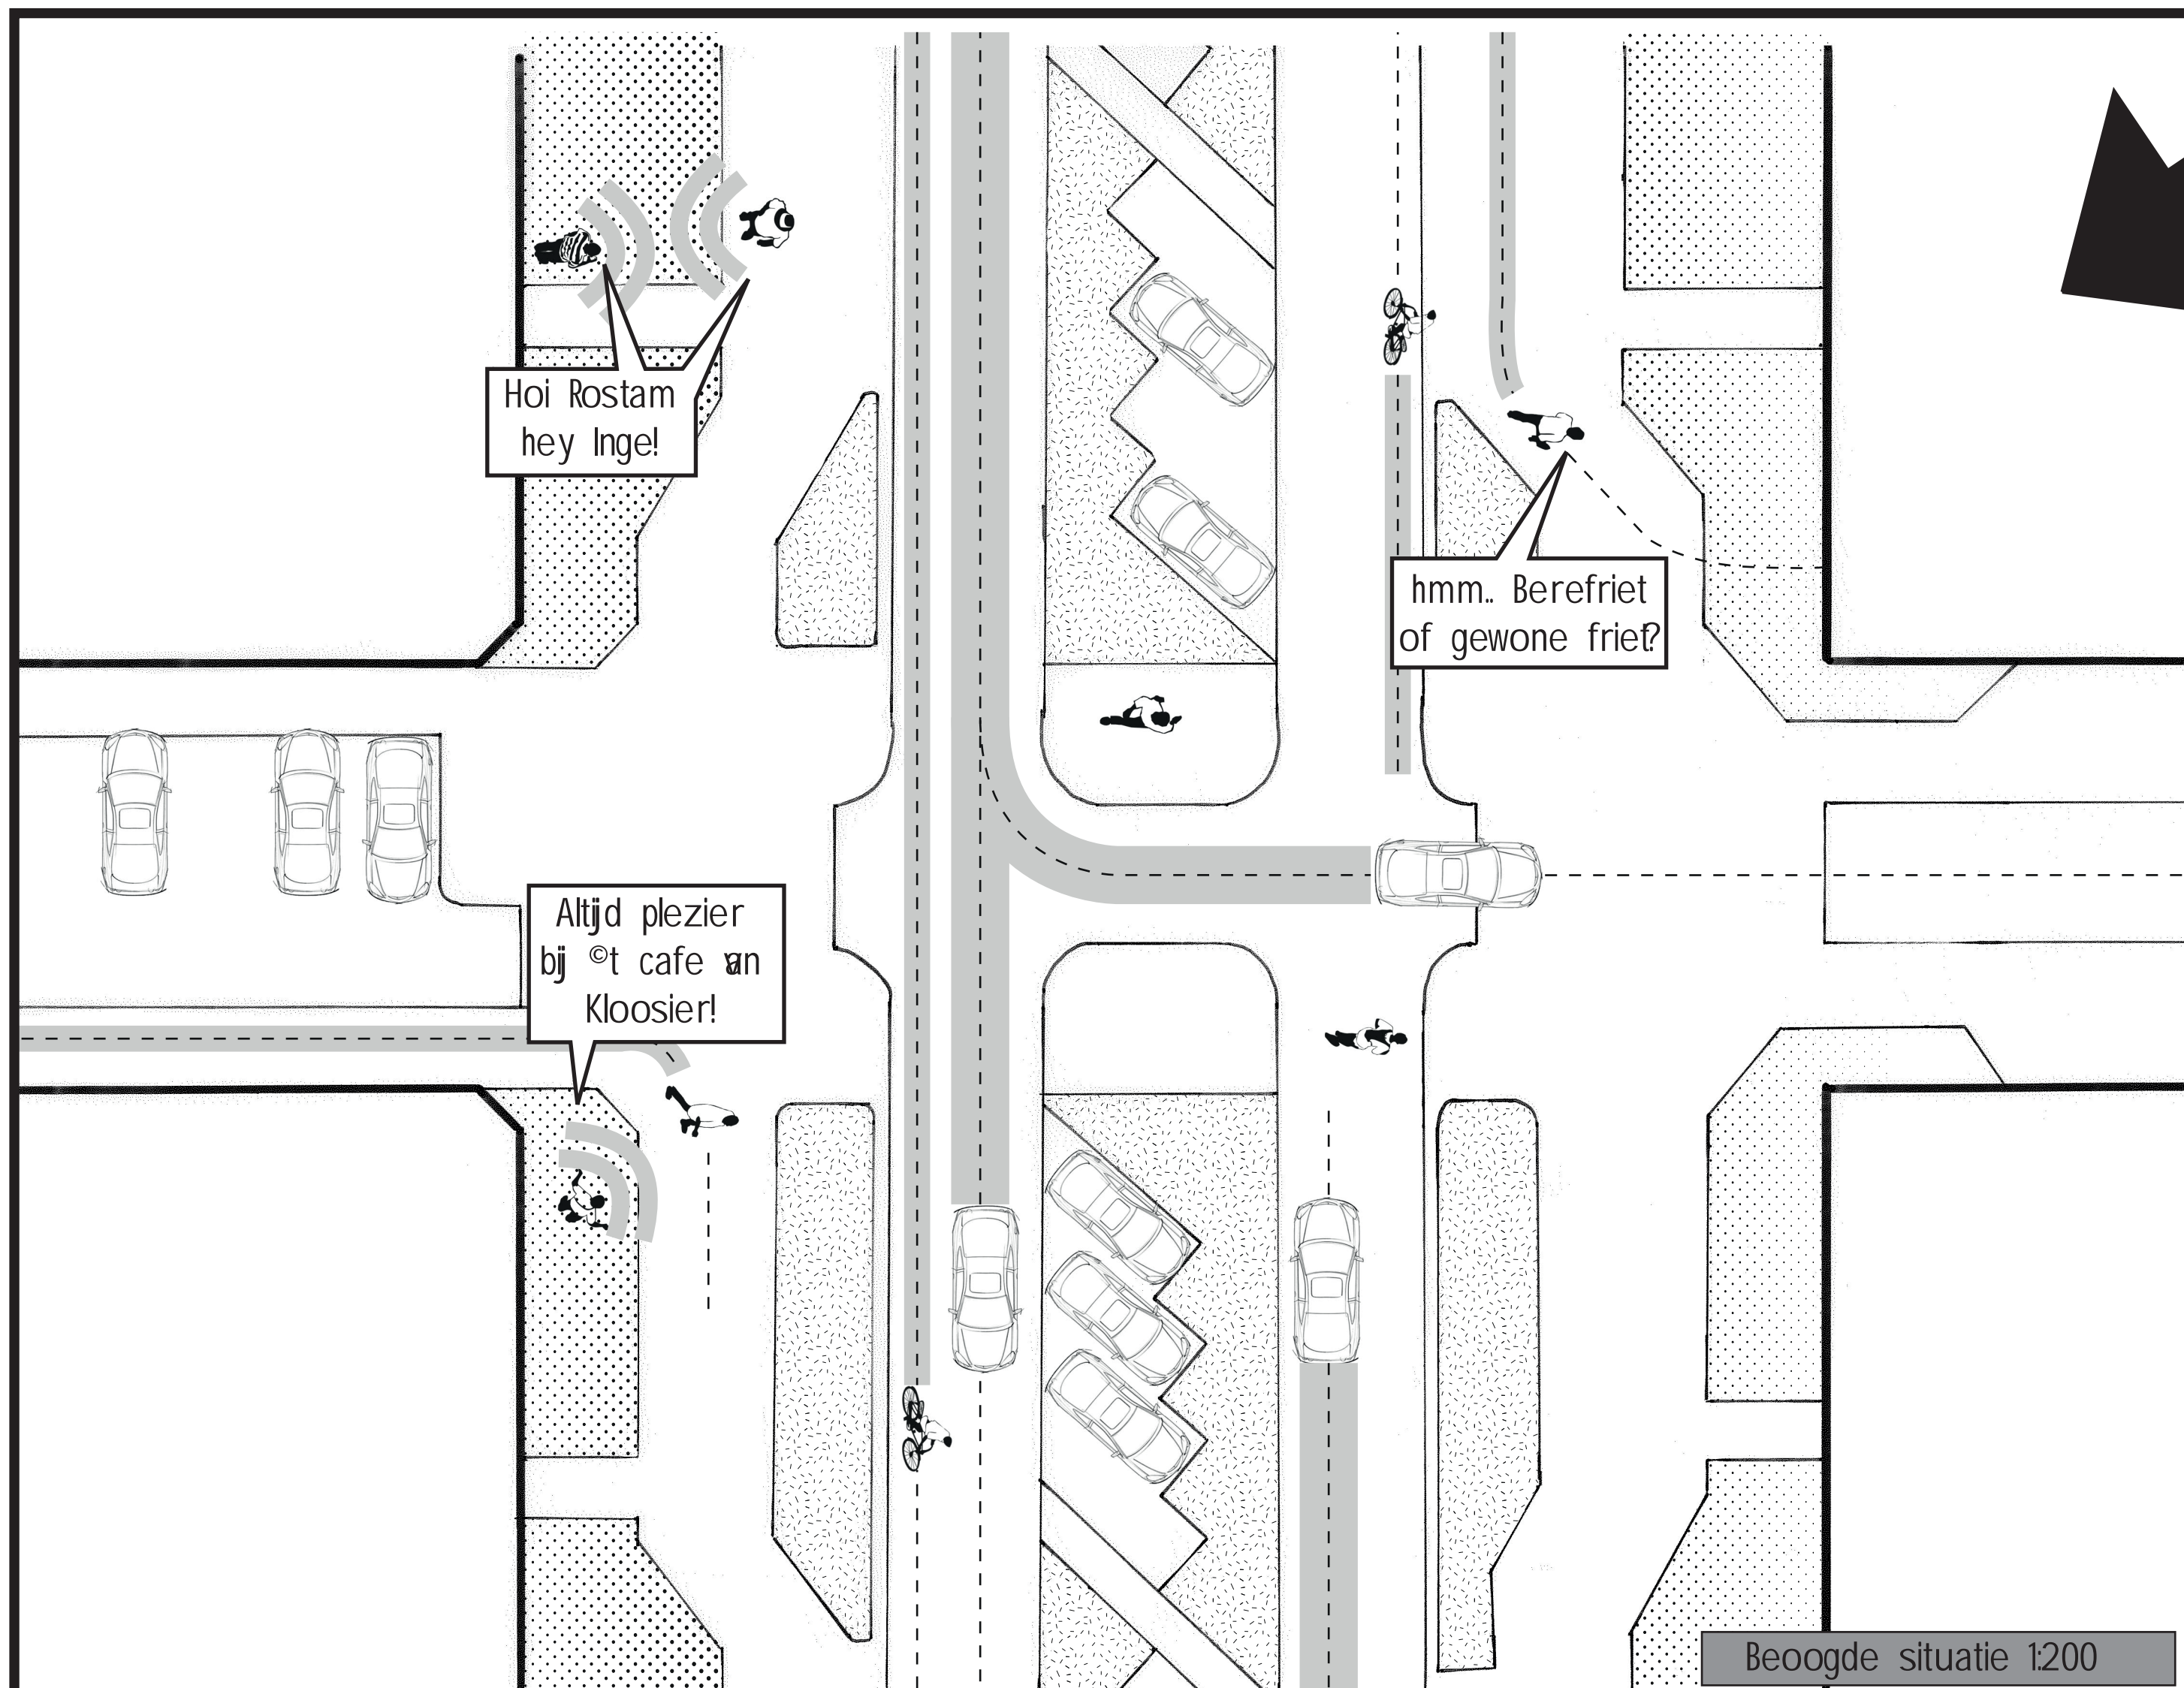 Hoi Rostam
hey Inge!
hmm.. Berefriet
of gewone friet?
Altijd plezier
bij ©t cafe van
Kloosier!
Beoogde situatie 1:200